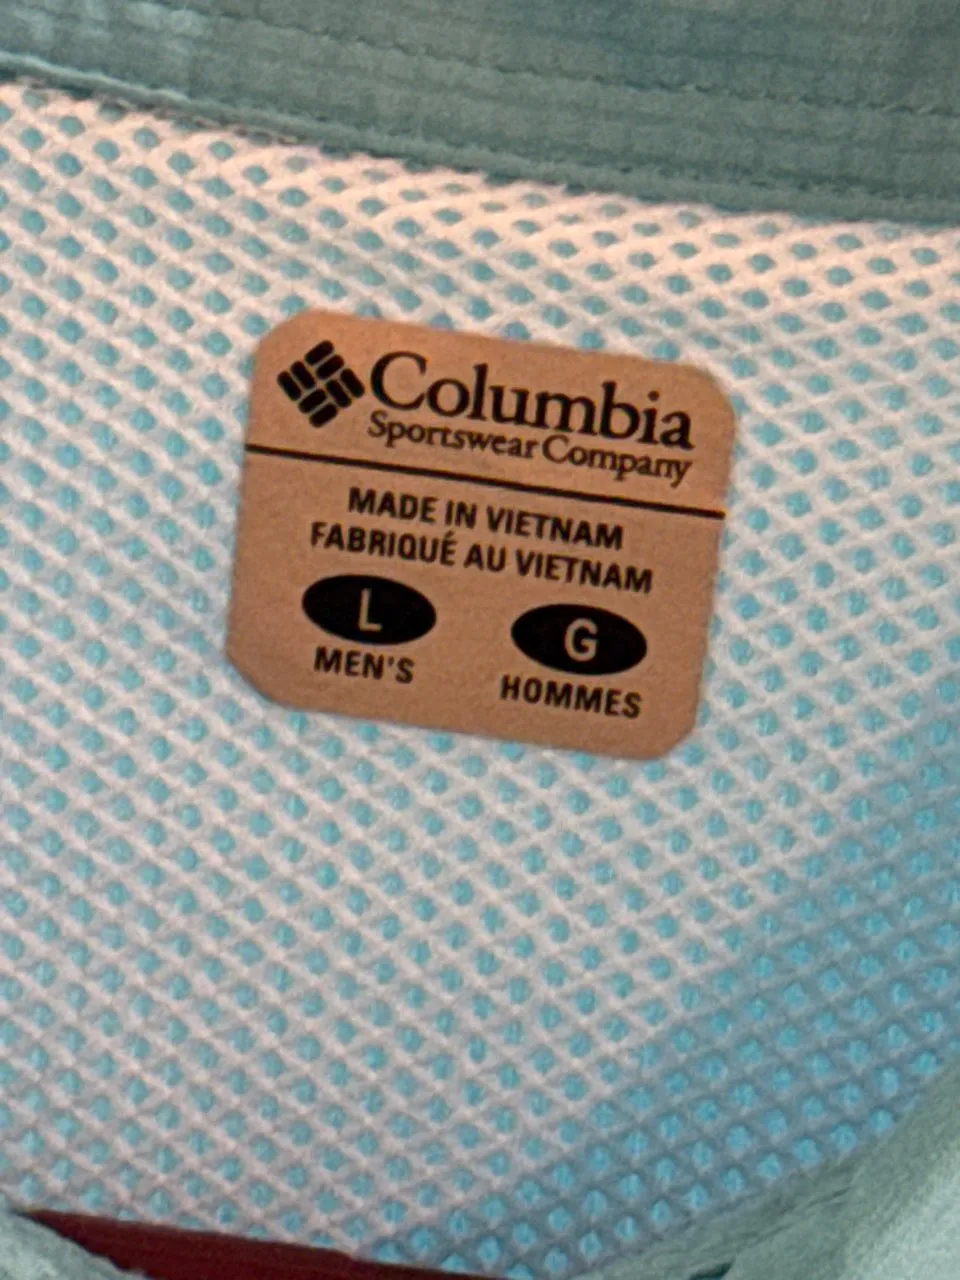 Columbia
Sportswear Company
MADE IN VIETNAM
FABRIQUÉ AU VIETNAM
L G
MEN'S HOMMES